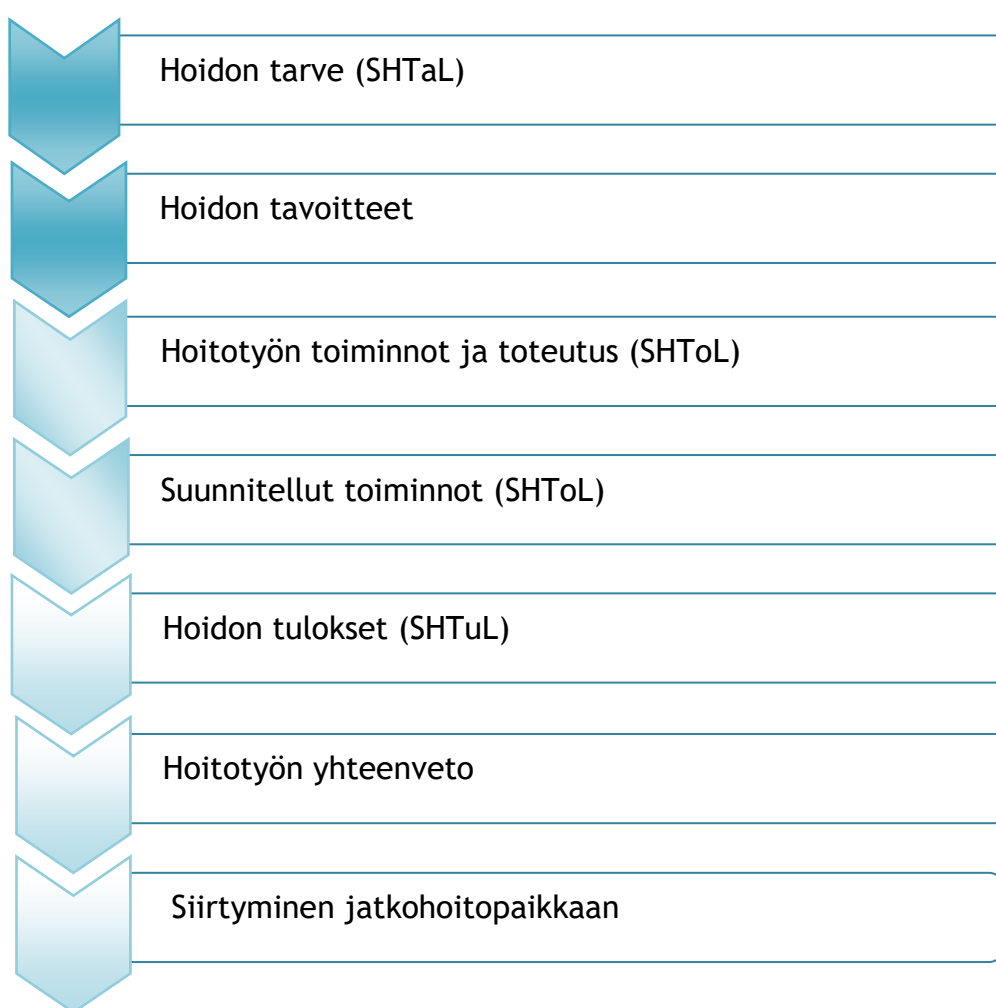 Hoidon tarve (SHTaL)
Hoidon tavoitteet
Hoitotyön toiminnot ja toteutus (SHToL)
Suunnitellut toiminnot (SHToL)
Hoidon tulokset (SHTuL)
Hoitotyön yhteenveto
Siirtyminen jatkohoitopaikkaan